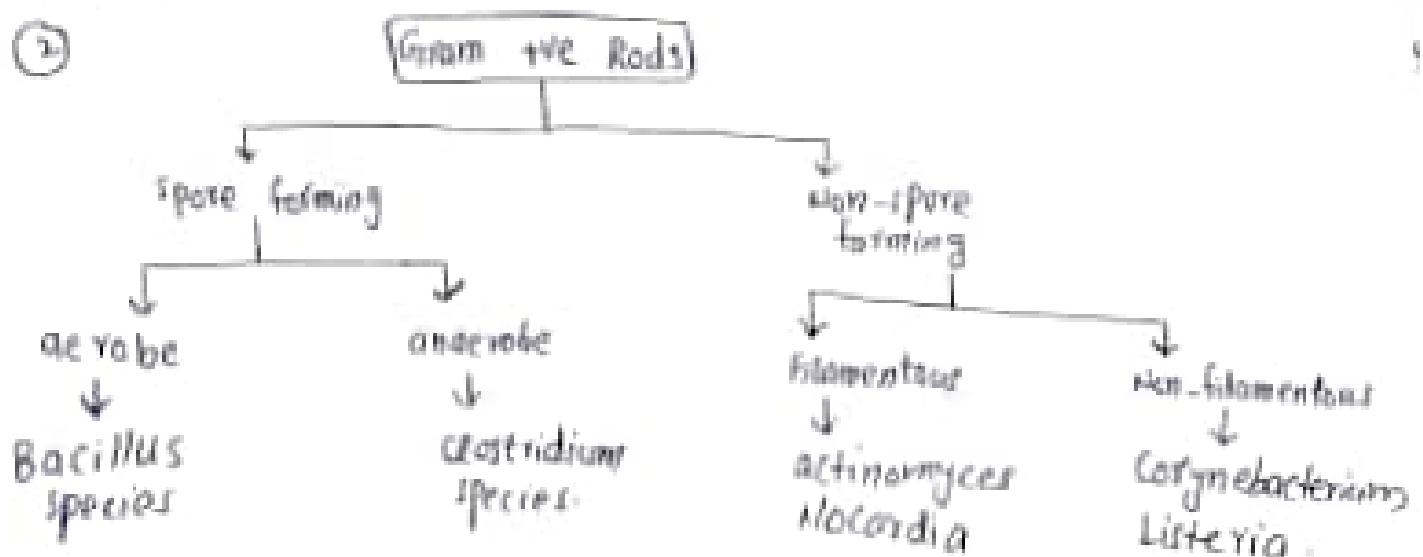 2
Gram +ve Rods
spore forming
Non-spore
forming
aerobe
anaerobe
Filamentous
Non-filamentous
Bacillus
species
clostridium
species.
actinomyces
Nocardia
Corynebacterium,
Listeria.